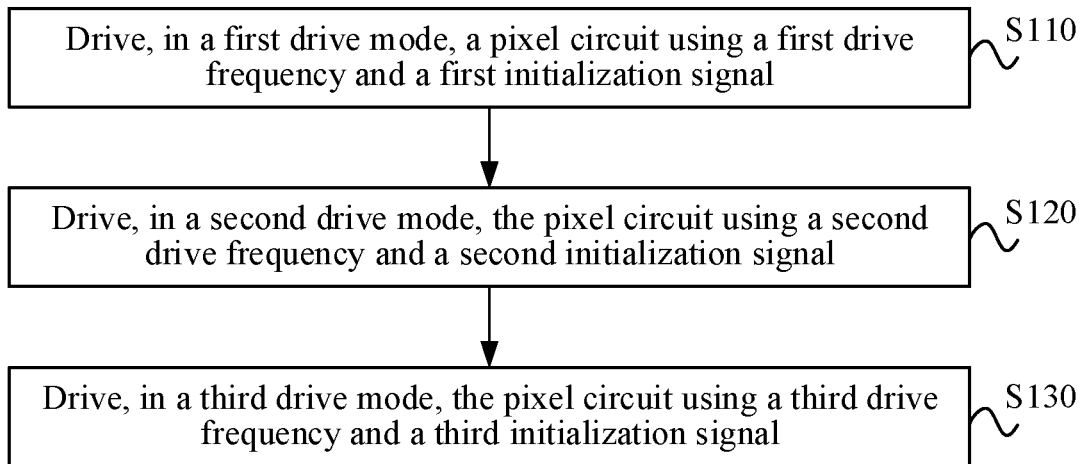 Drive, in a first drive mode, a pixel circuit using a first drive
frequency and a first initialization signal
S110
Drive, in a second drive mode, the pixel circuit using a second
drive frequency and a second initialization signal
S120
Drive, in a third drive mode, the pixel circuit using a third drive
frequency and a third initialization signal
S130